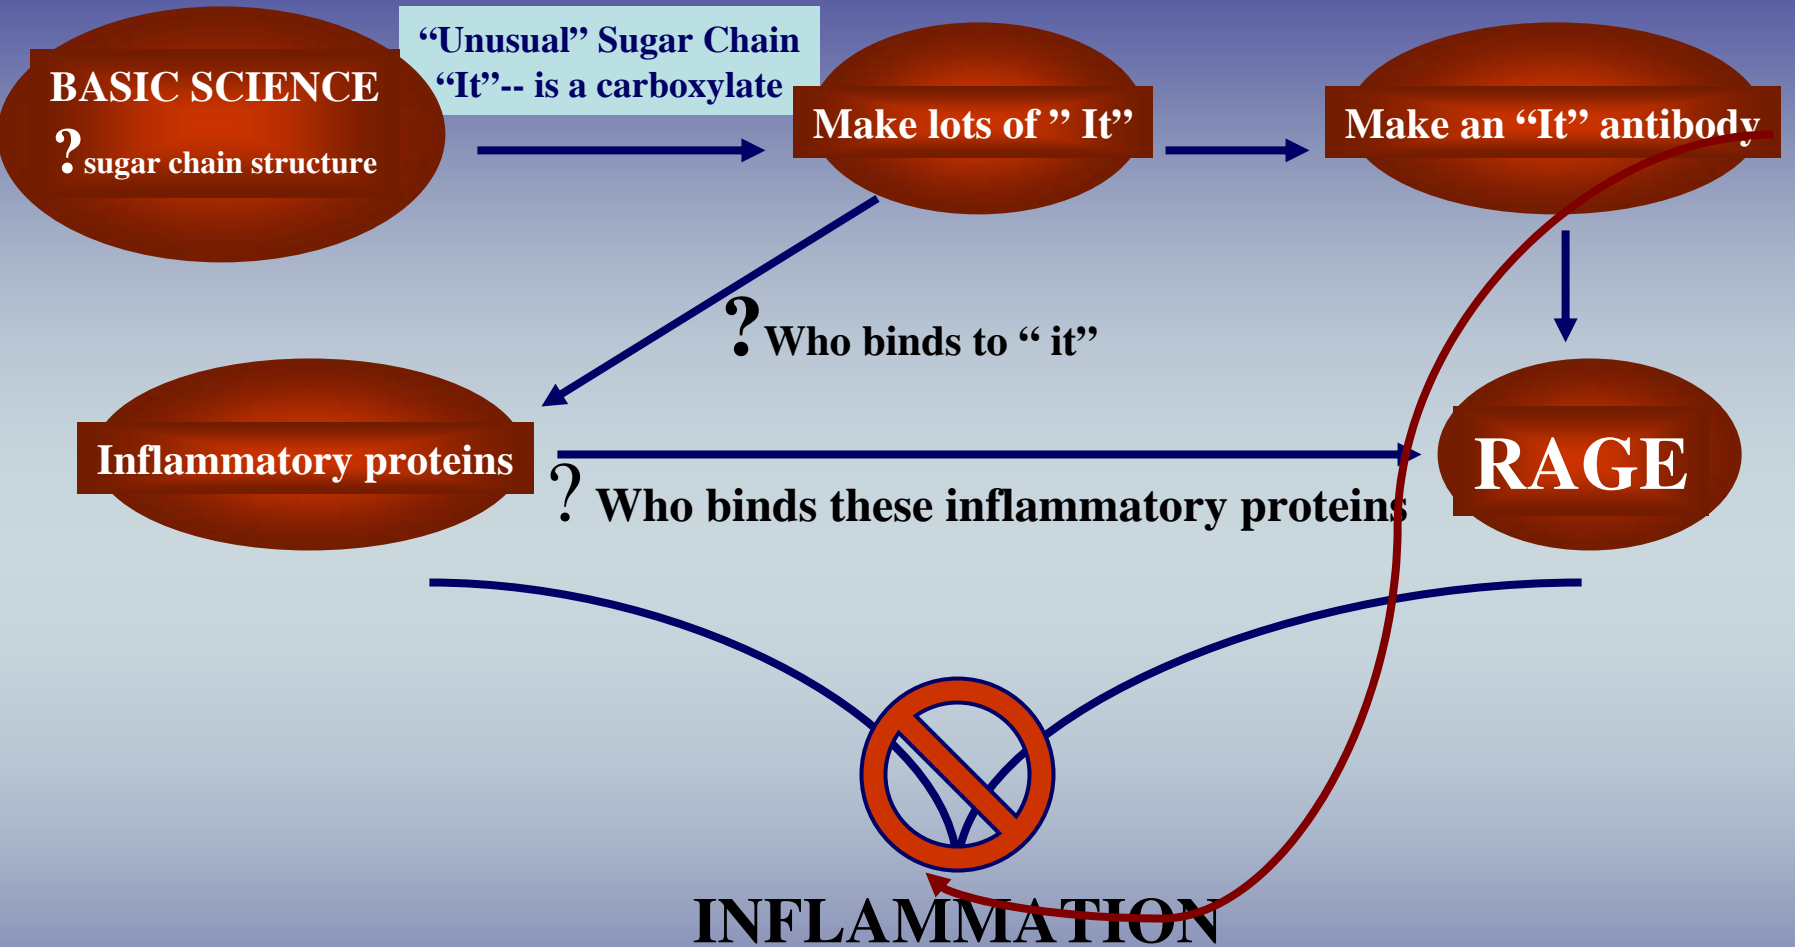 “Unusual” Sugar Chain
“It”-- is a carboxylate
BASIC SCIENCE
? sugar chain structure
Make lots of ” It”
Make an “It” antibody
? Who binds to “ it”
Inflammatory proteins
? Who binds these inflammatory proteins
RAGE
INFLAMMATION